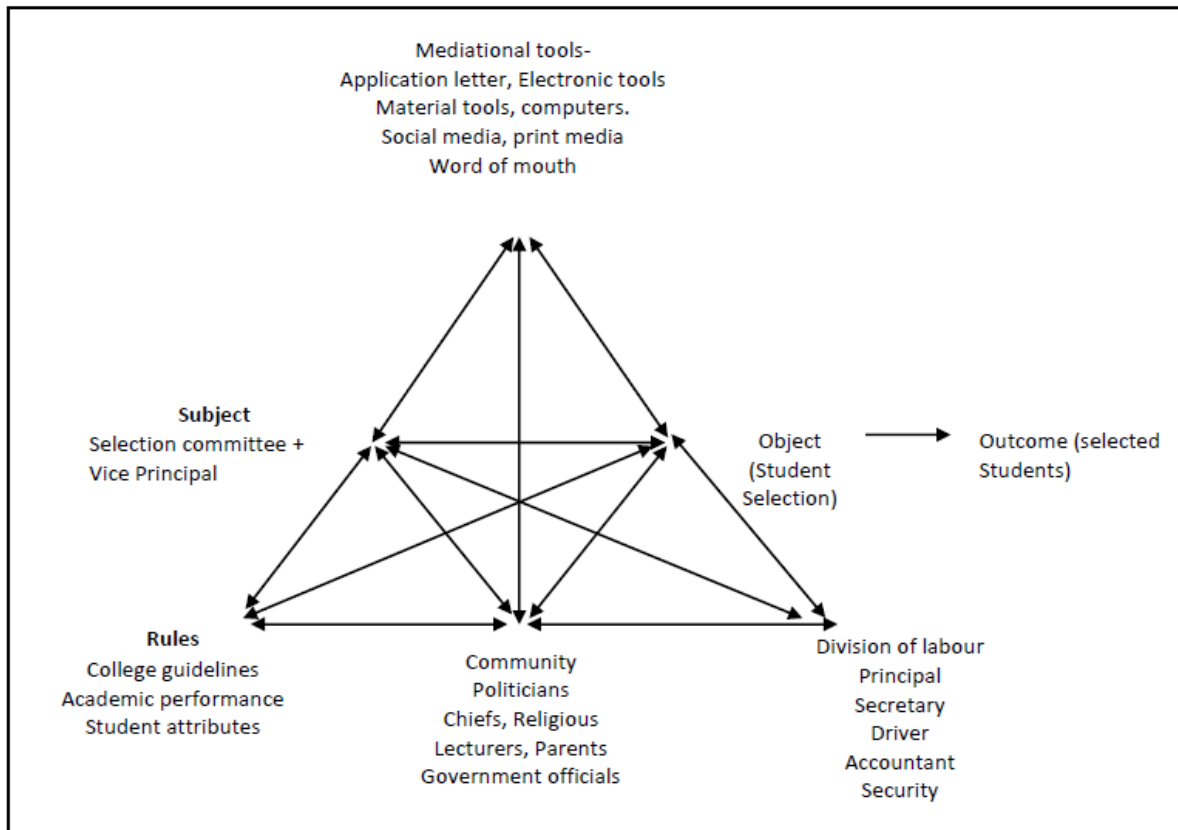 Mediational tools-
Application letter, Electronic tools
Material tools, computers.
Social media, print media
Word of mouth
Subject
Selection committee +
Vice Principal
Object
(Student
Selection)
Outcome (selected
Students)
Rules
College guidelines
Academic performance
Student attributes
Community
Politicians
Chiefs, Religious
Lecturers, Parents
Government officials
Division of labour
Principal
Secretary
Driver
Accountant
Security